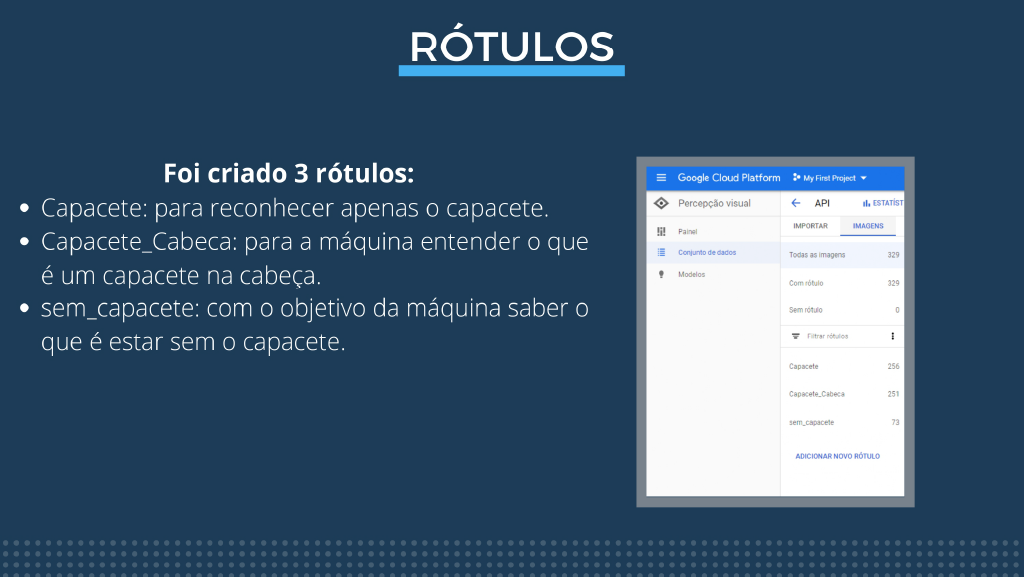 RÓTULOS
Foi criado 3 rótulos:
Capacete: para reconhecer apenas o capacete.
Capacete_Cabeca: para a máquina entender o que
é um capacete na cabeça.
sem_capacete: com o objetivo da máquina saber o
que é estar sem o capacete.
Google Cloud Platform My First Project
Percepção visual
API ESTATÍST
Painel
Conjunto de dados
Modelos
IMPORTAR IMAGENS
Todas as imagens 329
Com rótulo 329
Sem rótulo 0
Filtrar rótulos
Capacete 256
Capacete_Cabeca 251
sem_capacete 73
ADICIONAR NOVO RÓTULO